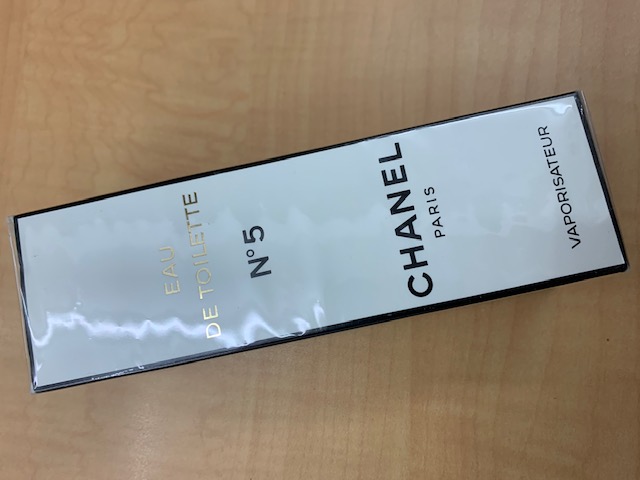 EAU
DE TOILETTE
N°5
CHANEL
PARIS
VAPORISATEUR